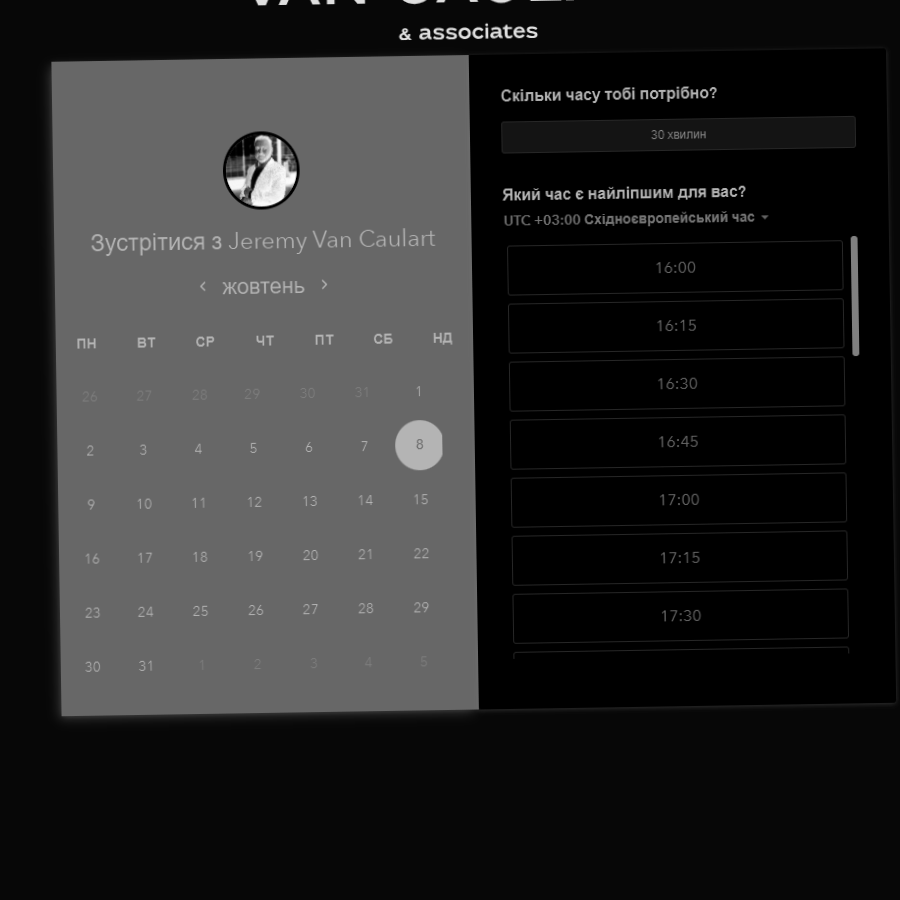 & associates
Зустрітися з Jeremy Van Caulart
жовтень
ПН ВТ СР ЧТ ПТ СБ НД
26 27 28 29 30 31 1
2 3 4 5 6 7 8
9 10 11 12 13 14 15
16 17 18 19 20 21 22
23 24 25 26 27 28 29
30 31 1 2 3 4 5
Скільки часу тобі потрібно?
30 хвилин
Який час є найліпшим для вас?
UTC +03:00 Східноєвропейський час
16:00
16:15
16:30
16:45
17:00
17:15
17:30